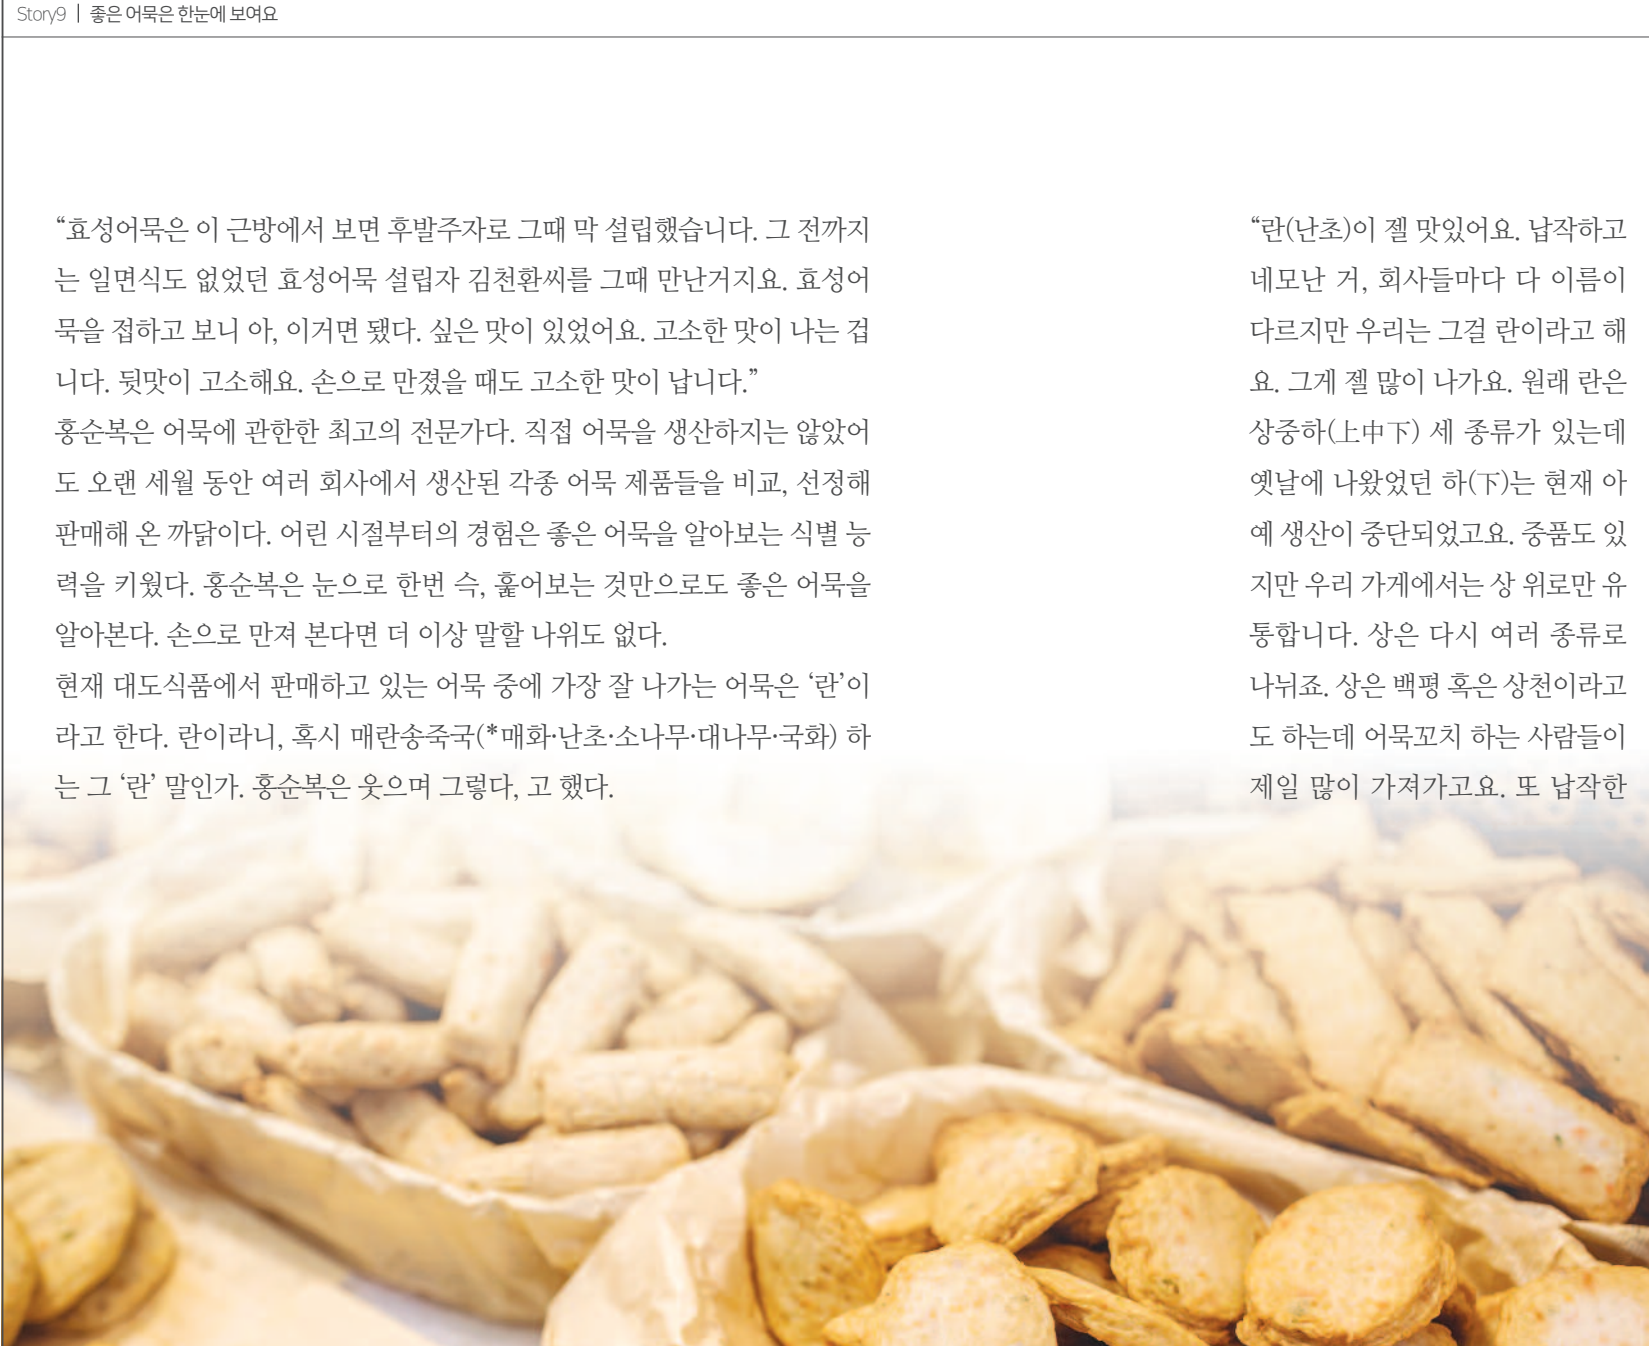 Story9 | 좋은 어묵은 한눈에 보여요
“효성어묵은 이 근방에서 보면 후발주자로 그때 막 설립했습니다. 그 전까지
는 일면식도 없었던 효성어묵 설립자 김천환씨를 그때 만난거지요. 효성어
묵을 접하고 보니 아, 이거면 됐다. 싶은 맛이 있었어요. 고소한 맛이 나는 겁
니다. 뒷맛이 고소해요. 손으로 만졌을 때도 고소한 맛이 납니다.”
홍순복은 어묵에 관한한 최고의 전문가다. 직접 어묵을 생산하지는 않았어
도 오랜 세월 동안 여러 회사에서 생산된 각종 어묵 제품들을 비교, 선정해
판매해 온 까닭이다. 어린 시절부터의 경험은 좋은 어묵을 알아보는 식별 능
력을 키웠다. 홍순복은 눈으로 한번 슥, 훑어보는 것만으로도 좋은 어묵을
알아본다. 손으로 만져 본다면 더 이상 말할 나위도 없다.
현재 대도식품에서 판매하고 있는 어묵 중에 가장 잘 나가는 어묵은 ‘란’이
라고 한다. 란이라니, 혹시 매란송죽국(*매화·난초·소나무·대나무·국화) 하
는 그 ‘란’ 말인가. 홍순복은 웃으며 그렇다, 고 했다.
“란(난초)이 젤 맛있어요. 납작하고
네모난 거, 회사들마다 다 이름이
다르지만 우리는 그걸 란이라고 해
요. 그게 젤 많이 나가요. 원래 란은
상중하(上中下) 세 종류가 있는데
옛날에 나왔었던 하(下)는 현재 아
예 생산이 중단되었고요. 중품도 있
지만 우리 가게에서는 상 위로만 유
통합니다. 상은 다시 여러 종류로
나뉘죠. 상은 백평 혹은 상천이라고
도 하는데 어묵꼬치 하는 사람들이
제일 많이 가져가고요. 또 납작한